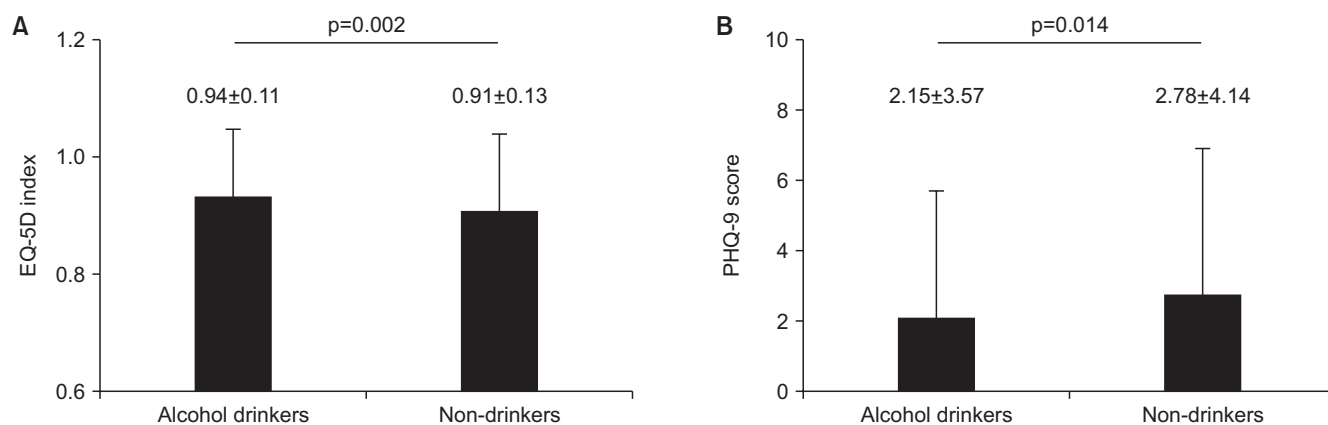 A
p=0.002
1.2
0.94±0.11
0.91±0.13
1.0
EQ-5D index
0.8
0.6
Alcohol drinkers
Non-drinkers
B
p=0.014
10
2.15±3.57
2.78±4.14
8
6
PHQ-9 score
4
2
0
Alcohol drinkers
Non-drinkers